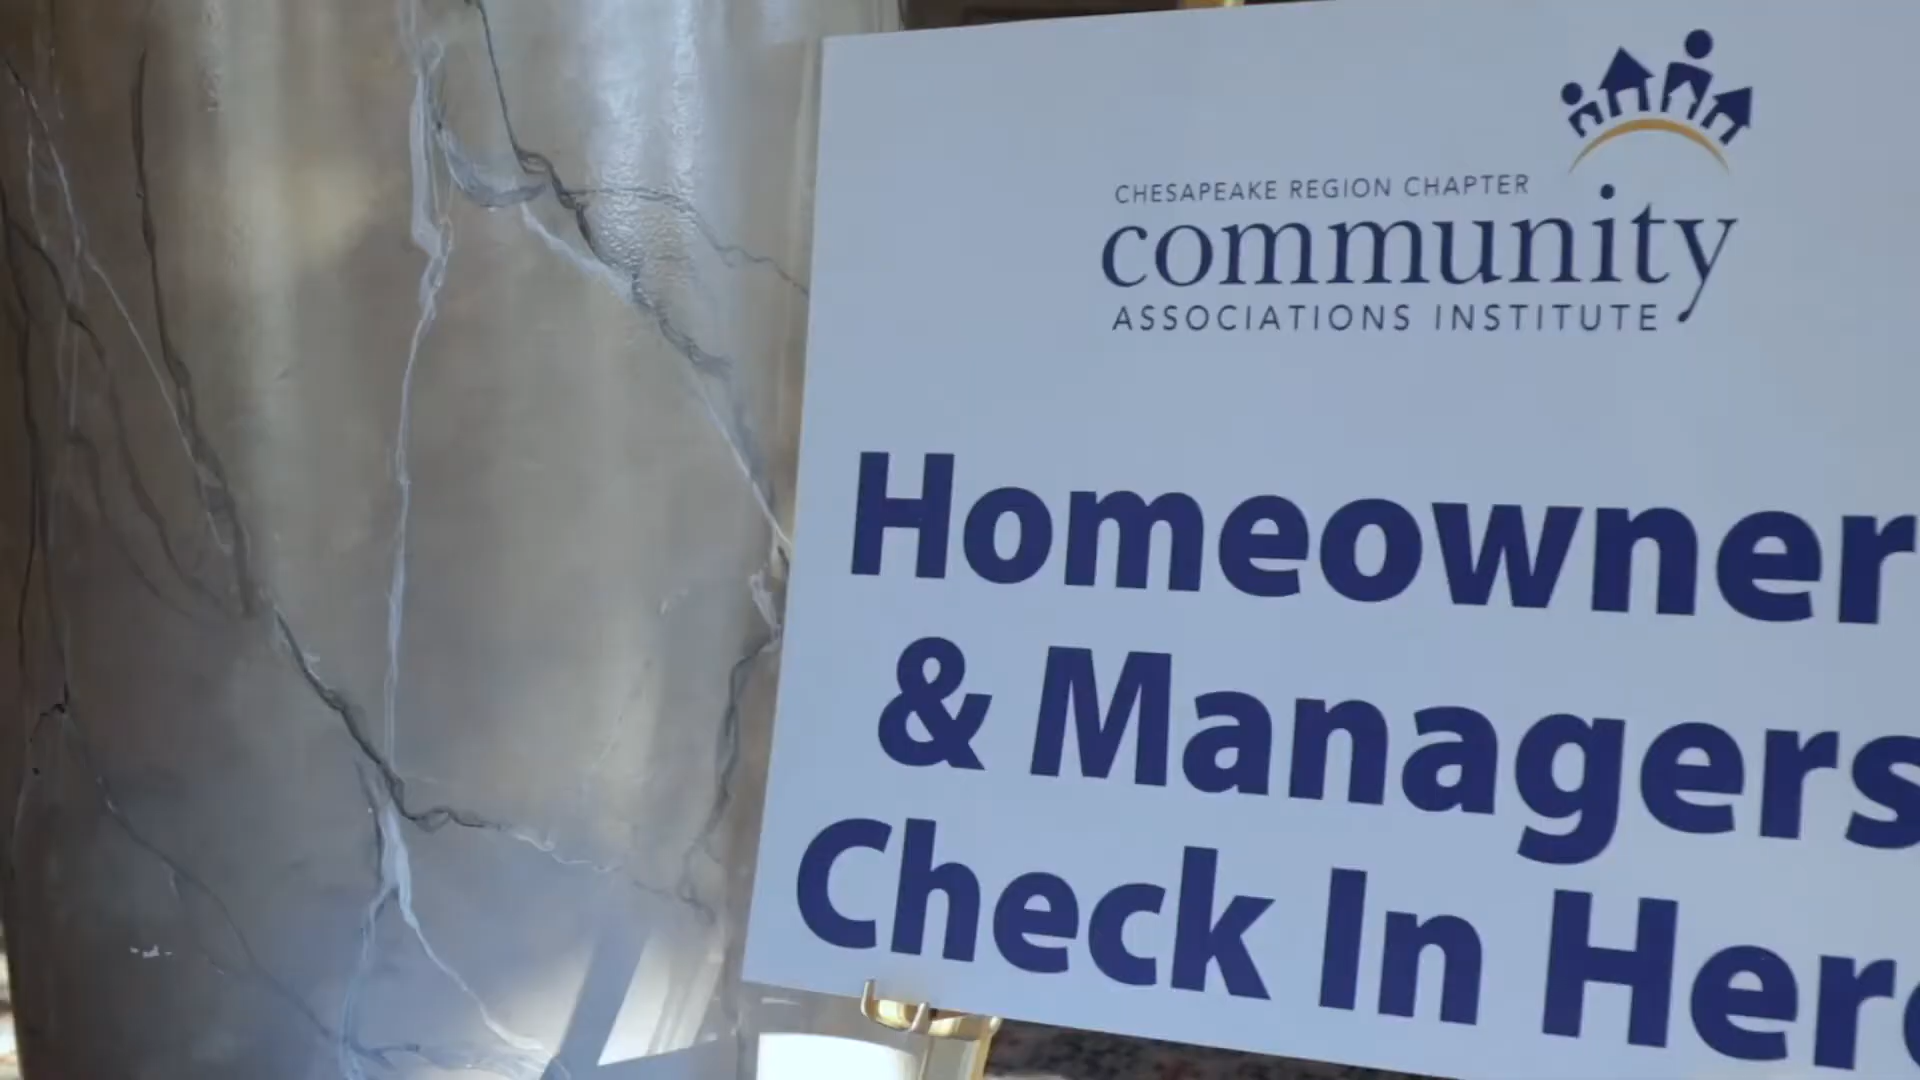 CHESAPEAKE REGION CHAPTER
community
ASSOCIATIONS INSTITUTE
Homeowner
& Managers
Check In Here